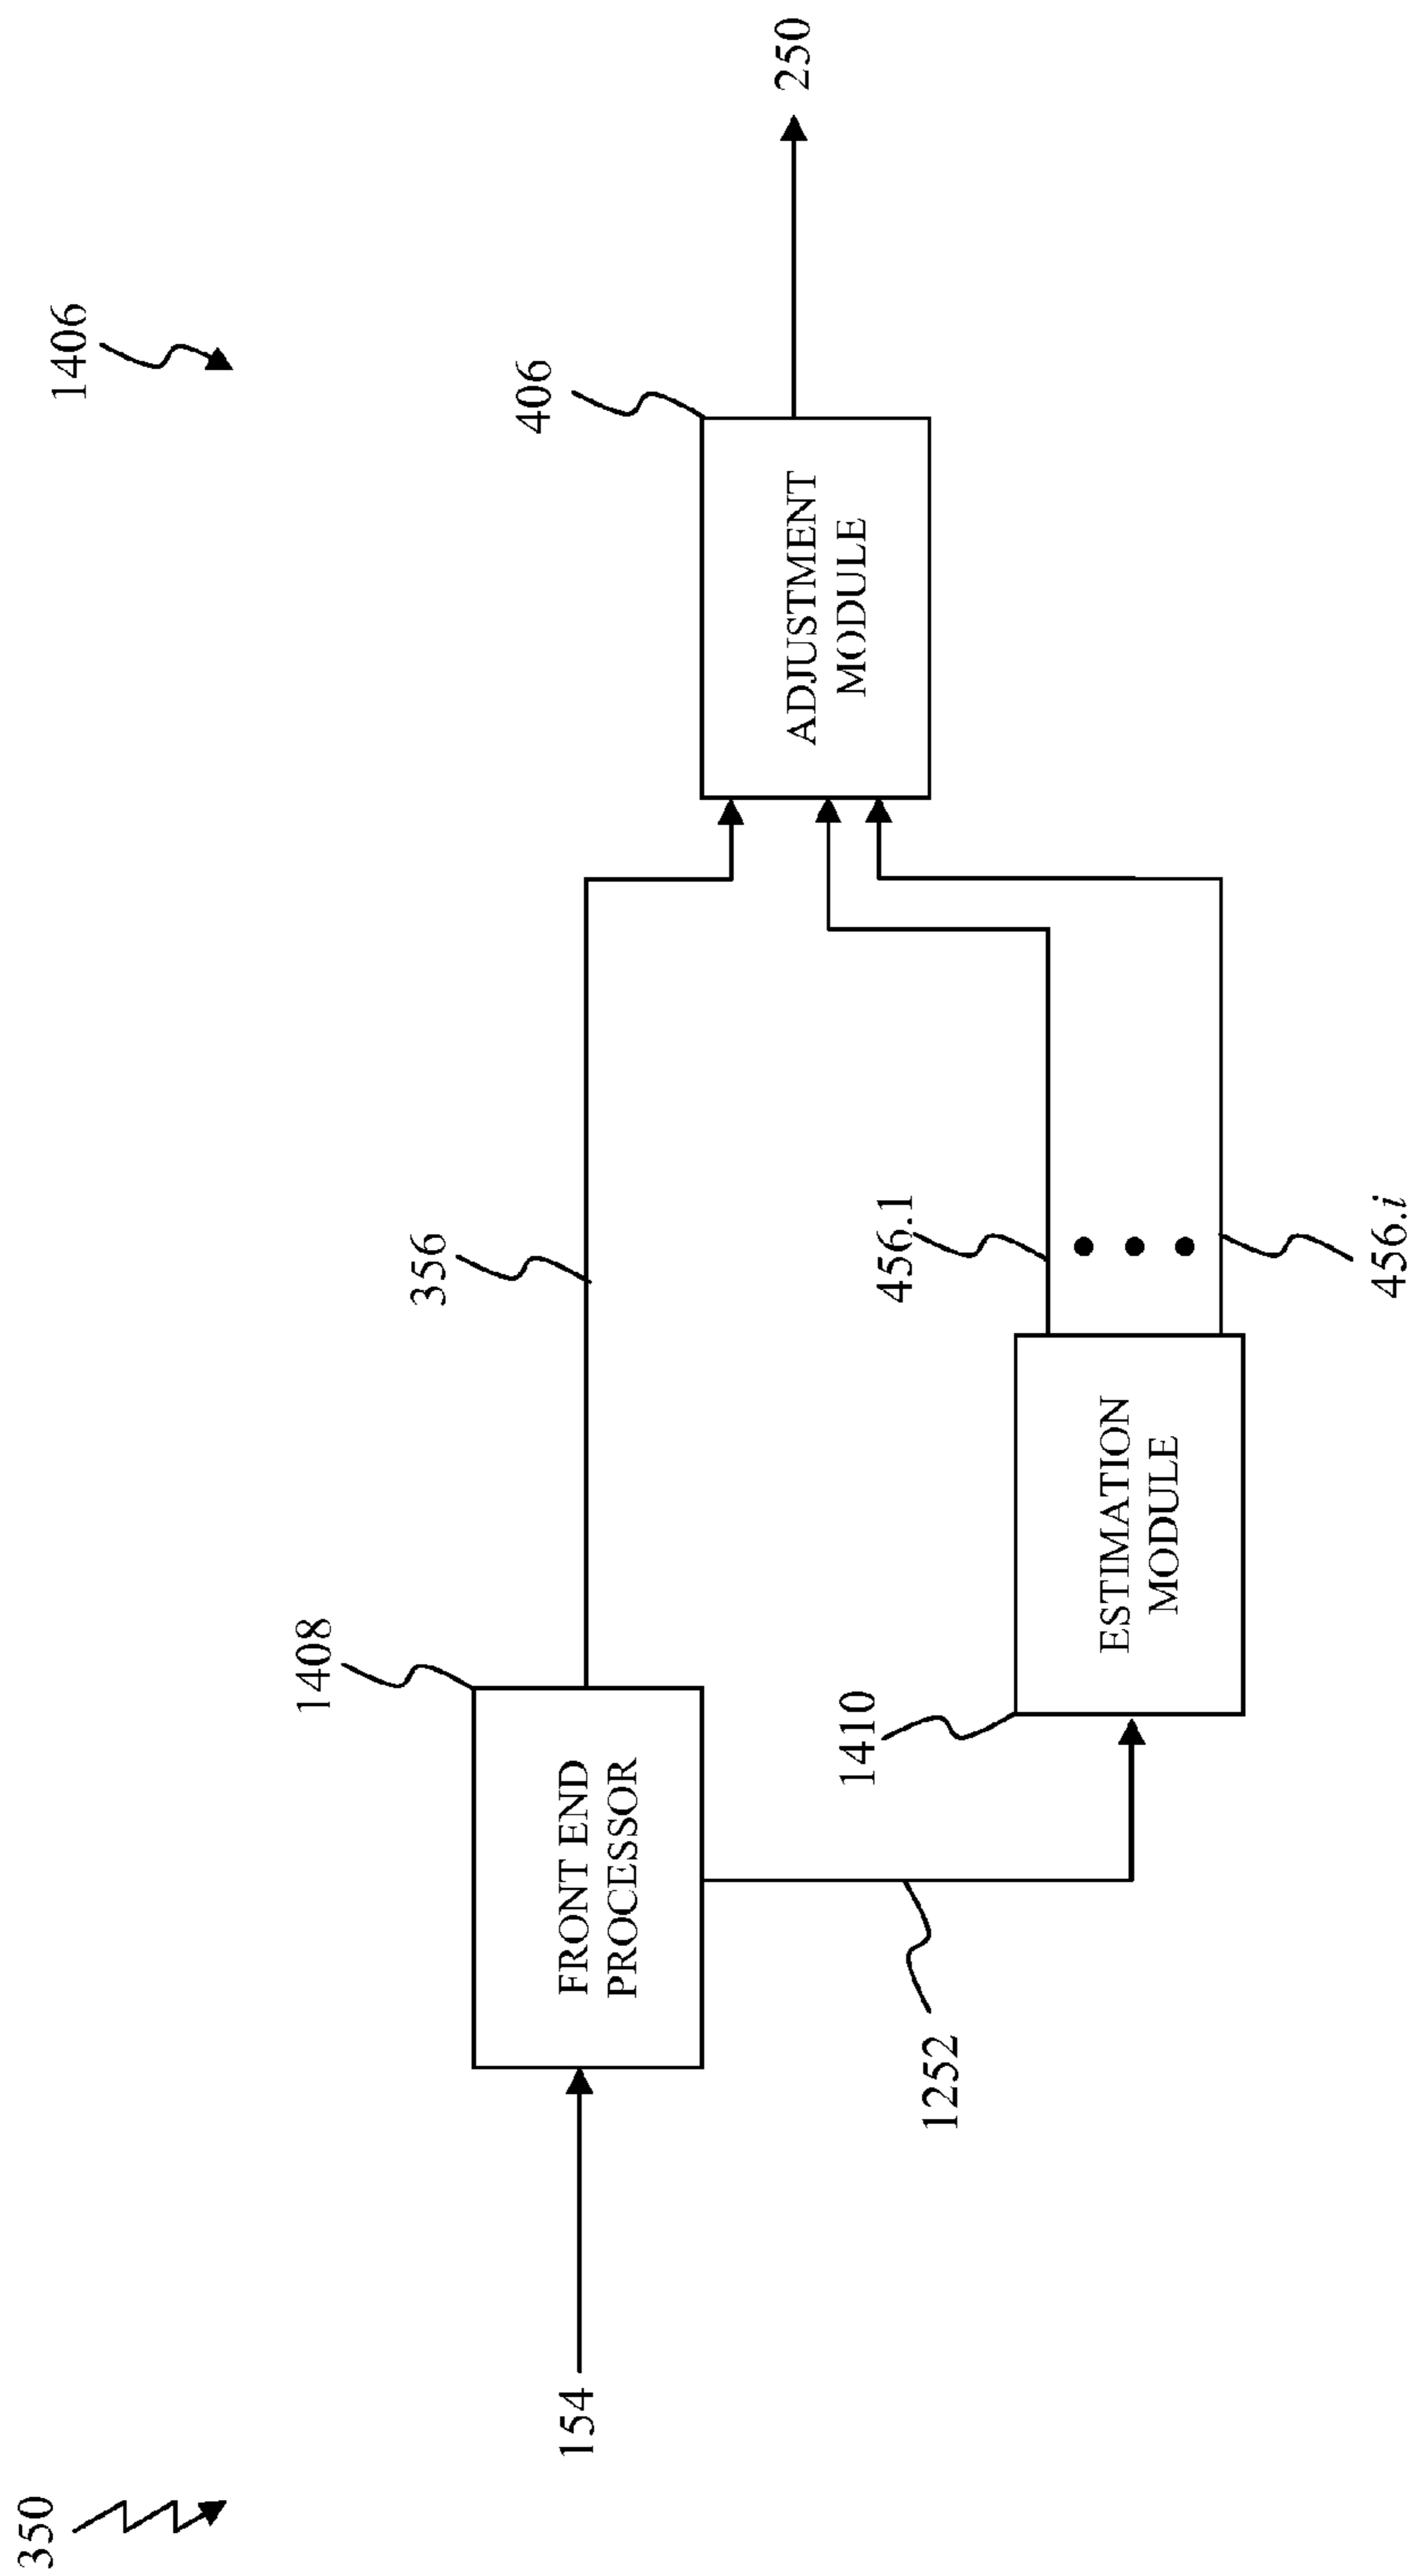 1406
250
406
ADJUSTMENT
MODULE
356
456.1
456.i
1408
FRONT END
PROCESSOR
1410
ESTIMATION
MODULE
1252
154
350